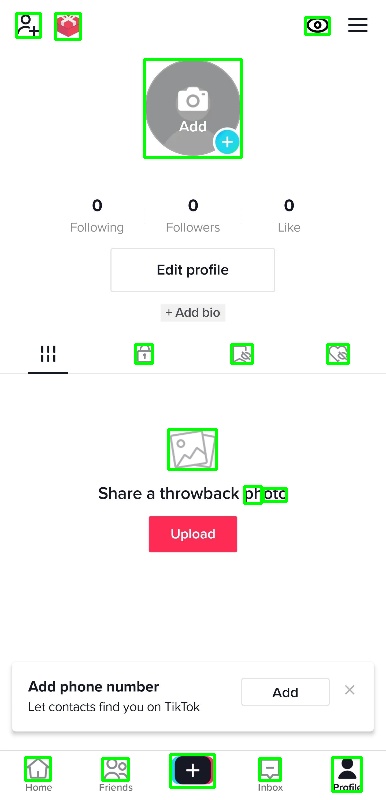 Add
0 0 0
Following Followers Like
Edit profile
+ Add bio
Share a throwback photo
Upload
Add phone number
Let contacts find you on TikTok
Add
Home Friends Inbox Profile